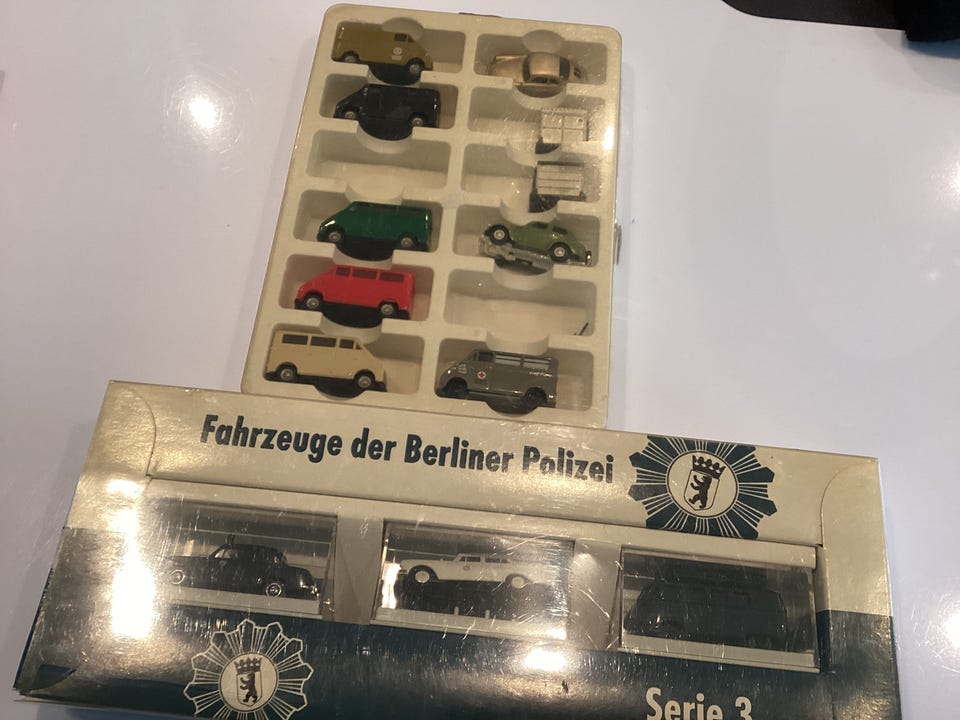 Fahrzeuge der Berliner Polizei
Serie 3